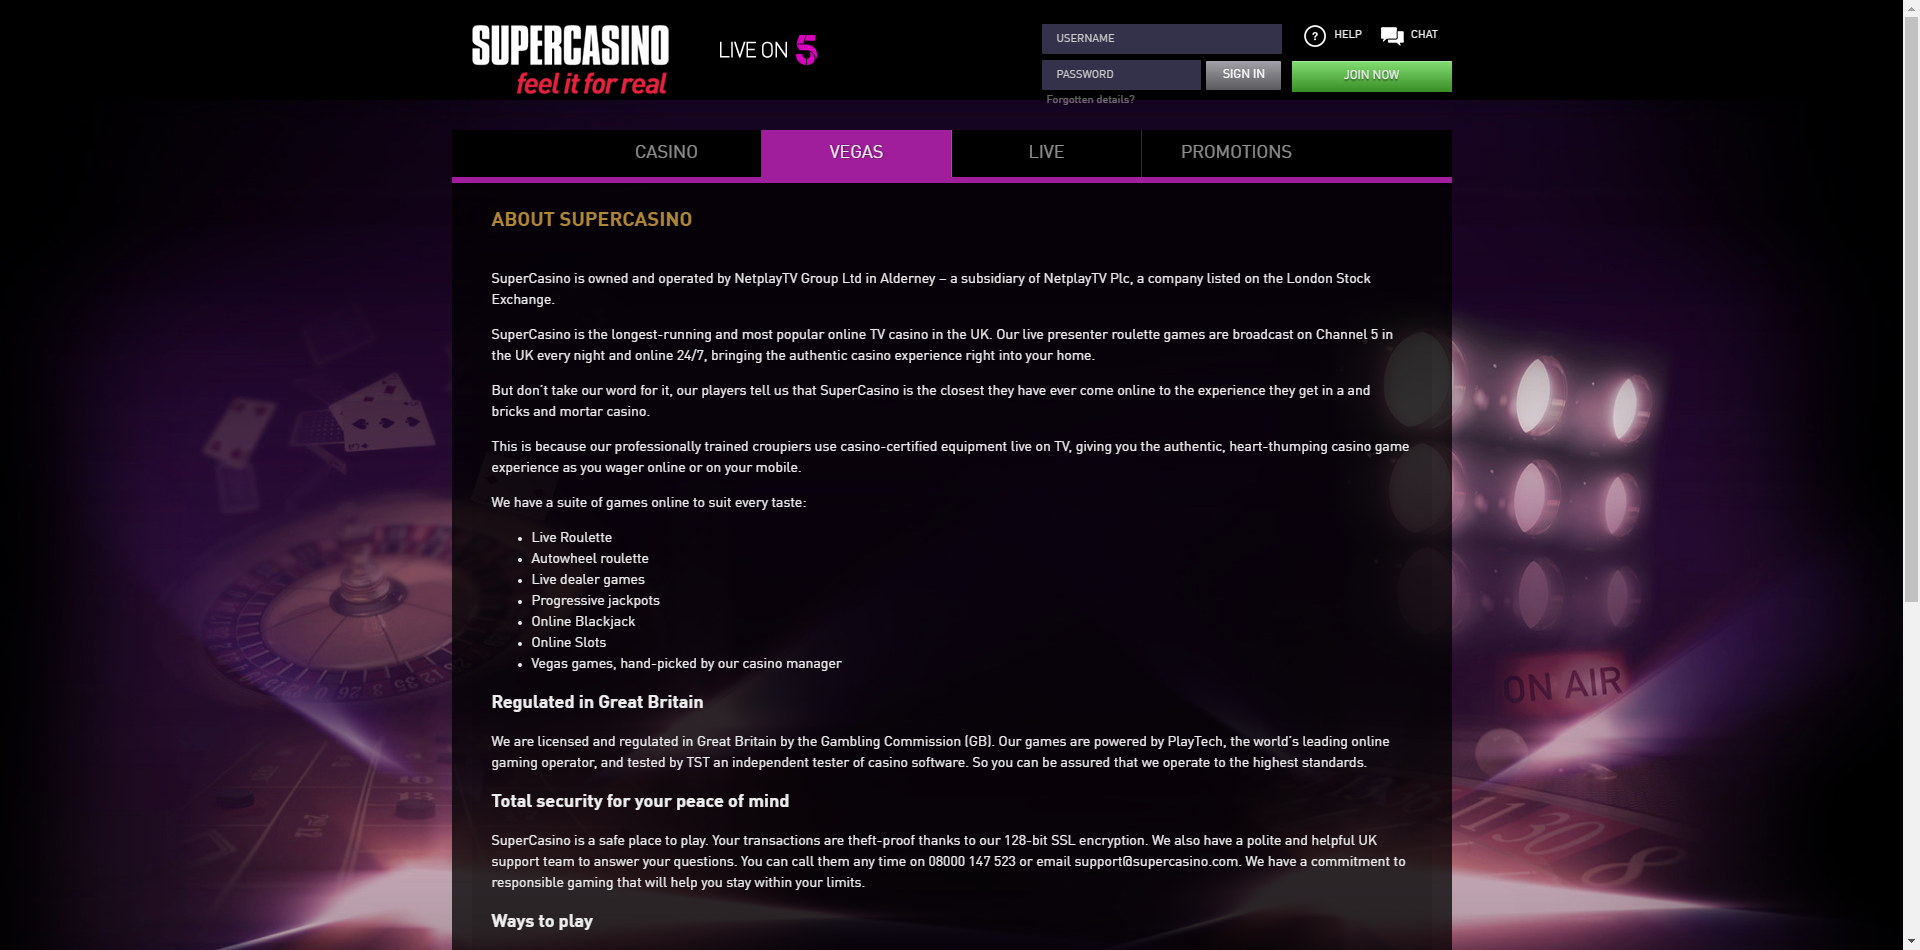 SUPERCASINO
feel it for real
LIVE ON 5
USERNAME
HELP
CHAT
PASSWORD
SIGN IN
JOIN NOW
Forgotten details?
CASINO
VEGAS
LIVE
PROMOTIONS
ABOUT SUPERCASINO
SuperCasino is owned and operated by NetplayTV Group Ltd in Alderney – a subsidiary of NetplayTV Plc, a company listed on the London Stock
Exchange.
SuperCasino is the longest-running and most popular online TV casino in the UK. Our live presenter roulette games are broadcast on Channel 5 in
the UK every night and online 24/7, bringing the authentic casino experience right into your home.
But don't take our word for it, our players tell us that SuperCasino is the closest they have ever come online to the experience they get in a and
bricks and mortar casino.
This is because our professionally trained croupiers use casino-certified equipment live on TV, giving you the authentic, heart-thumping casino game
experience as you wager online or on your mobile.
We have a suite of games online to suit every taste:
• Live Roulette
• Autowheel roulette
• Live dealer games
• Progressive jackpots
• Online Blackjack
• Online Slots
• Vegas games, hand-picked by our casino manager
Regulated in Great Britain
We are licensed and regulated in Great Britain by the Gambling Commission (GB). Our games are powered by PlayTech, the world's leading online
gaming operator, and tested by TST an independent tester of casino software. So you can be assured that we operate to the highest standards.
Total security for your peace of mind
SuperCasino is a safe place to play. Your transactions are theft-proof thanks to our 128-bit SSL encryption. We also have a polite and helpful UK
support team to answer your questions. You can call them any time on 08000 147 523 or email support@supercasino.com. We have a commitment to
responsible gaming that will help you stay within your limits.
Ways to play
ON AIR